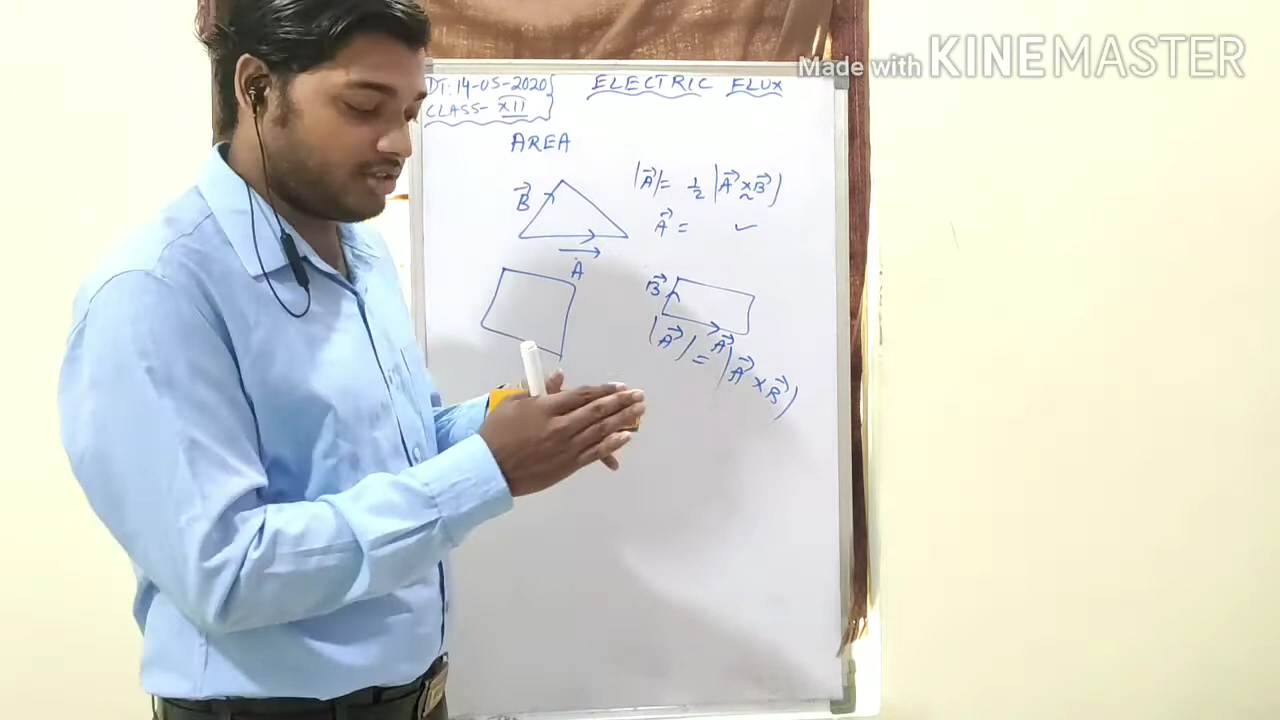 Made with KINEMASTER
DT: 14-05-2020
CLASS- XII
ELECTRIC FLUX
AREA
B⃗
A⃗
|A⃗| = 1/2 |A⃗ × B⃗|
A⃗ = ✓
B⃗
A⃗
|A⃗| = |A⃗ × B⃗|